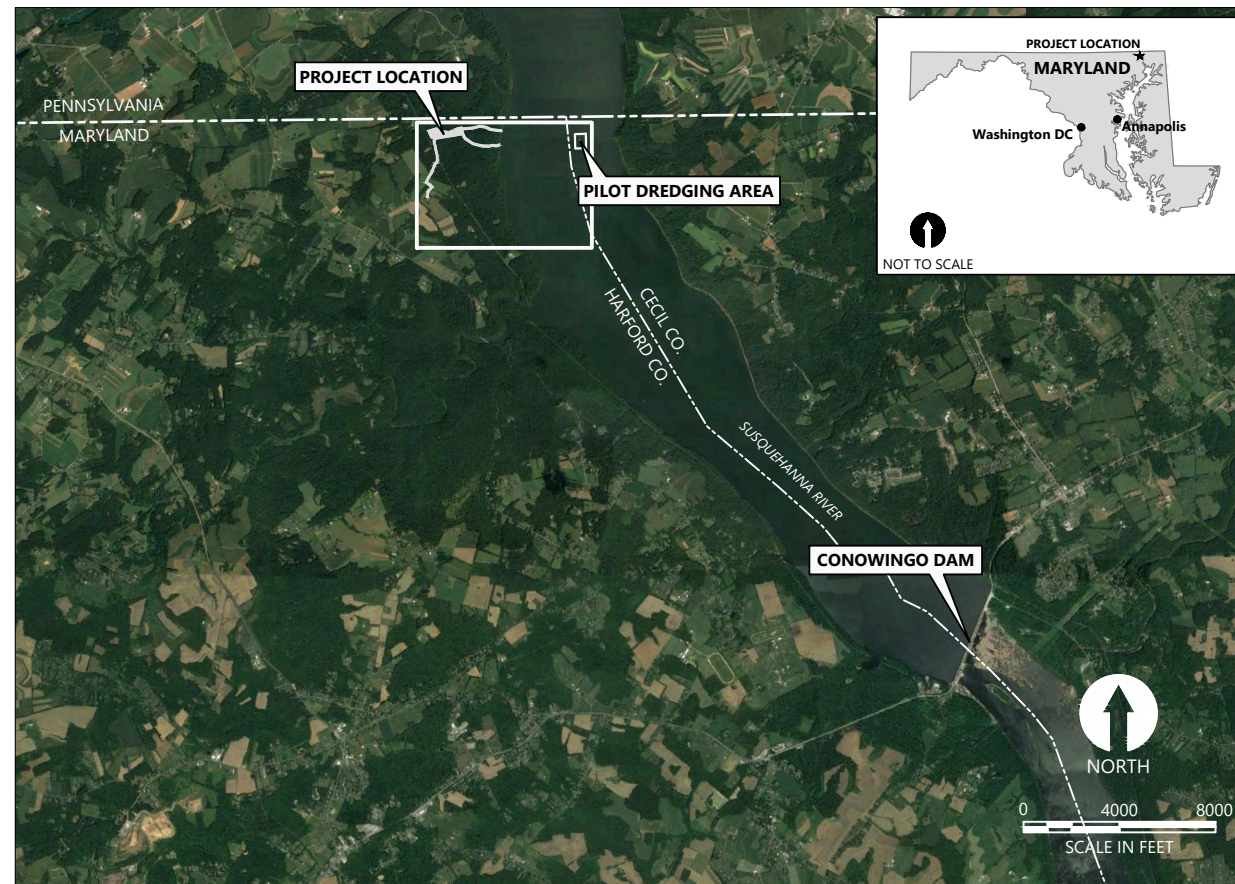 PROJECT LOCATION
PENNSYLVANIA
MARYLAND
PILOT DREDGING AREA
CECIL CO.
HARFORD CO.
SUSQUEHANNA RIVER
CONOWINGO DAM
PROJECT LOCATION
MARYLAND
Washington DC
Annapolis
NOT TO SCALE
NORTH
0 4000 8000
SCALE IN FEET